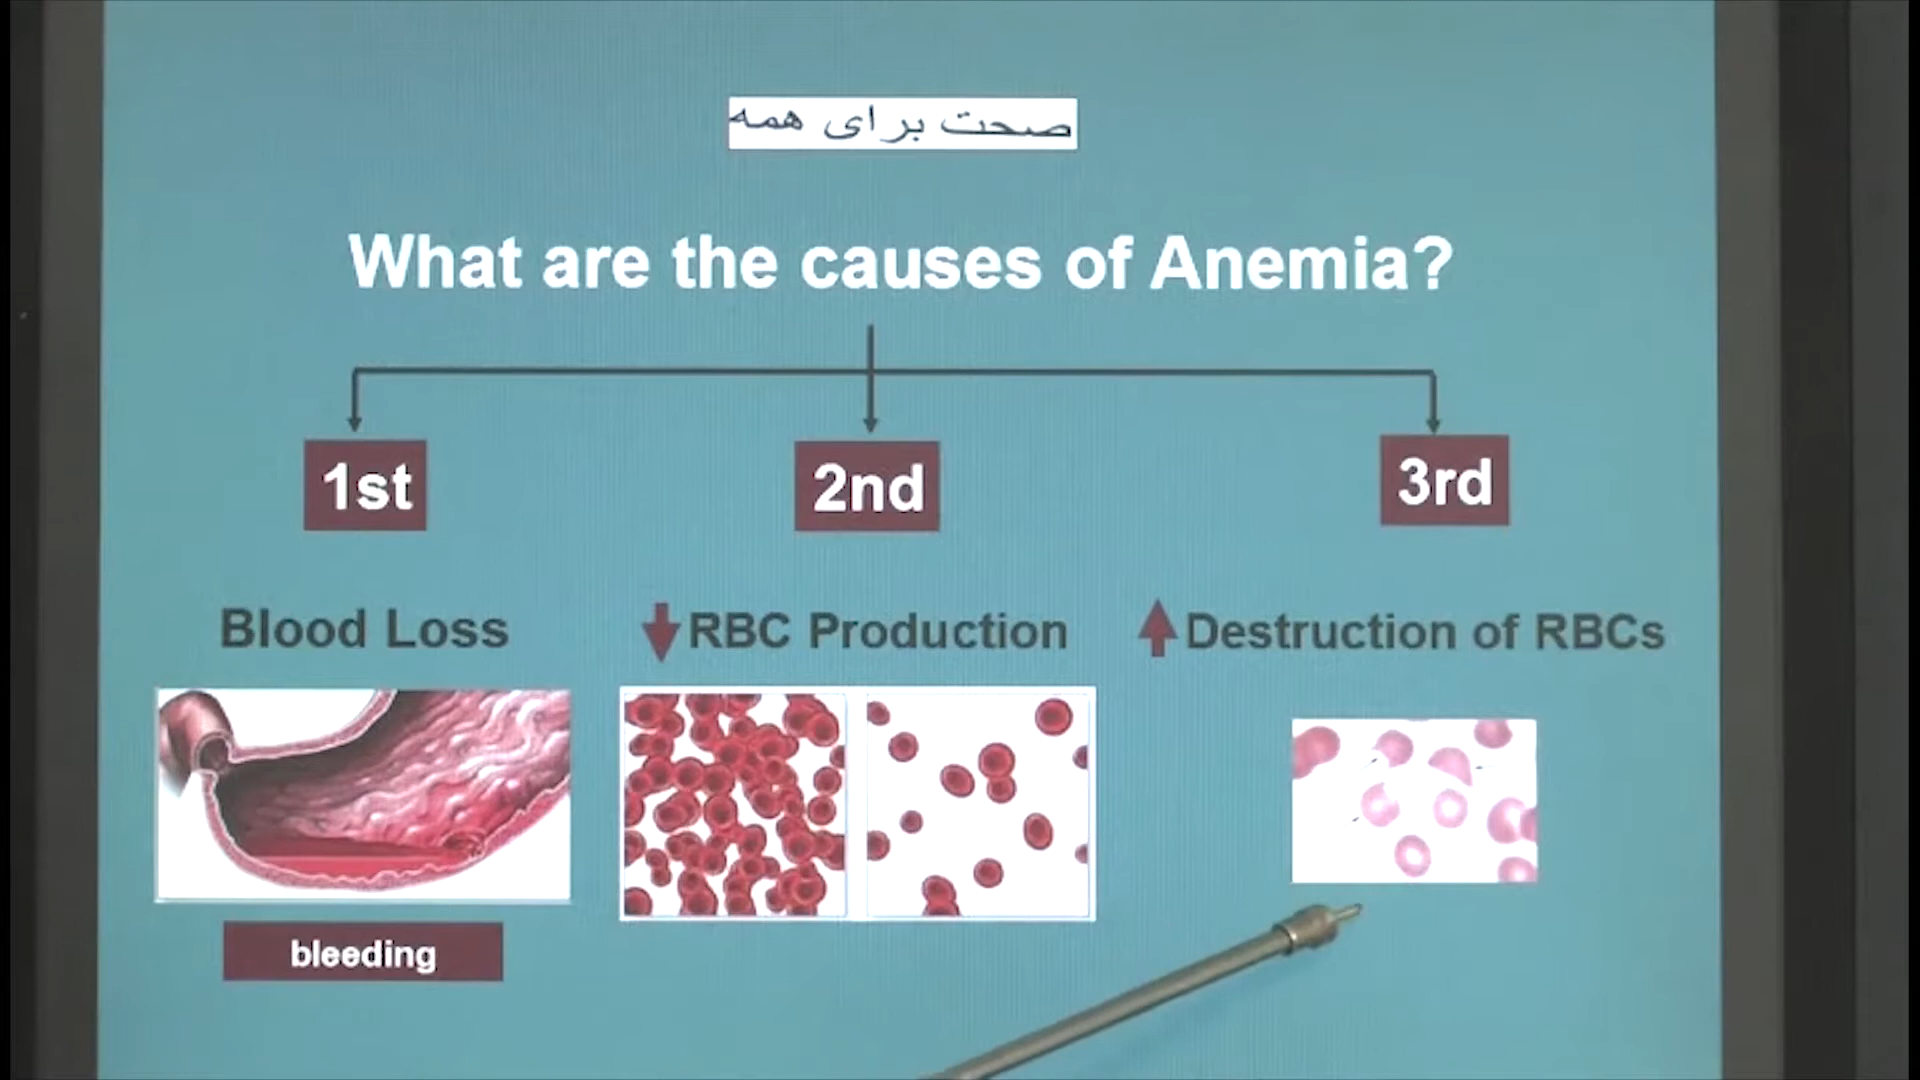 صحت برای همه
What are the causes of Anemia?
1st
2nd
3rd
Blood Loss
RBC Production
Destruction of RBCs
bleeding